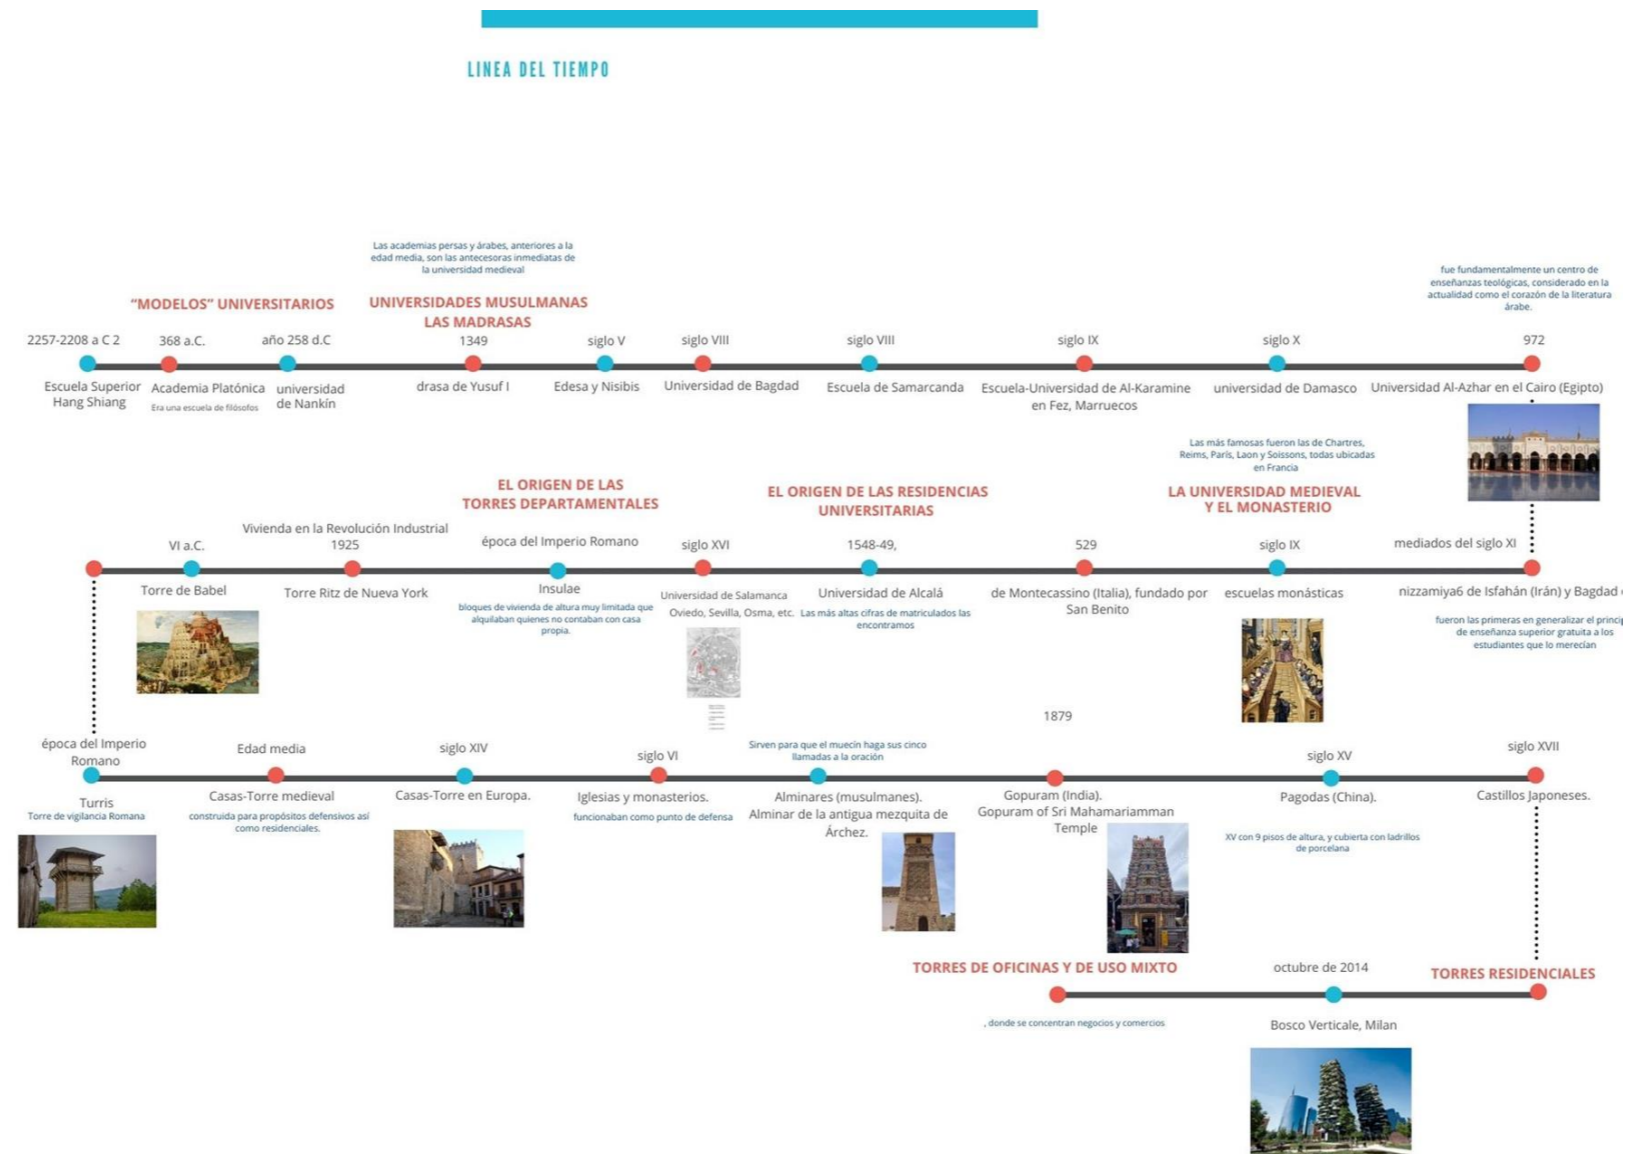 LINEA DEL TIEMPO
Las academias persas y árabes, anteriores a la
edad media, son las antecesoras inmediatas de
la universidad medieval
fue fundamentalmente un centro de
enseñanzas teológicas, considerado en la
actualidad como el corazón de la literatura
árabe.
“MODELOS” UNIVERSITARIOS
UNIVERSIDADES MUSULMANAS
LAS MADRASAS
2257-2208 a C 2
368 a.C.
año 258 d.C
1349
siglo V
siglo VIII
siglo VIII
siglo IX
siglo X
972
Escuela Superior
Hang Shiang
Academia Platónica
Era una escuela de filósofos
universidad
de Nankín
drasa de Yusuf I
Edesa y Nisibis
Universidad de Bagdad
Escuela de Samarcanda
Escuela-Universidad de Al-Karamine
en Fez, Marruecos
universidad de Damasco
Universidad Al-Azhar en el Cairo (Egipto)
Las más famosas fueron las de Chartres,
Reims, París, Laon y Soissons, todas ubicadas
en Francia
EL ORIGEN DE LAS
TORRES DEPARTAMENTALES
EL ORIGEN DE LAS RESIDENCIAS
UNIVERSITARIAS
LA UNIVERSIDAD MEDIEVAL
Y EL MONASTERIO
VI a.C.
Vivienda en la Revolución Industrial
1925
época del Imperio Romano
siglo XVI
1548-49,
529
siglo IX
mediados del siglo XI
Torre de Babel
Torre Ritz de Nueva York
Insulae
bloques de vivienda de altura muy limitada que
alquilaban quienes no contaban con casa
propia.
Universidad de Salamanca
Oviedo, Sevilla, Osma, etc.
Universidad de Alcalá
Las más altas cifras de matriculados las
encontramos
de Montecassino (Italia), fundado por
San Benito
escuelas monásticas
nizzamiya6 de Isfahán (Irán) y Bagdad
fueron las primeras en generalizar el princi
de enseñanza superior gratuita a los
estudiantes que lo merecían
época del Imperio
Romano
Edad media
siglo XIV
siglo VI
Sirven para que el muecín haga sus cinco
llamadas a la oración
1879
siglo XV
siglo XVII
Turris
Torre de vigilancia Romana
Casas-Torre medieval
construida para propósitos defensivos así
como residenciales.
Casas-Torre en Europa.
Iglesias y monasterios.
funcionaban como punto de defensa
Alminares (musulmanes).
Alminar de la antigua mezquita de
Árchez.
Gopuram (India).
Gopuram of Sri Mahamariamman
Temple
Pagodas (China).
XV con 9 pisos de altura, y cubierta con ladrillos
de porcelana
Castillos Japoneses.
TORRES DE OFICINAS Y DE USO MIXTO
octubre de 2014
TORRES RESIDENCIALES
, donde se concentran negocios y comercios
Bosco Verticale, Milan